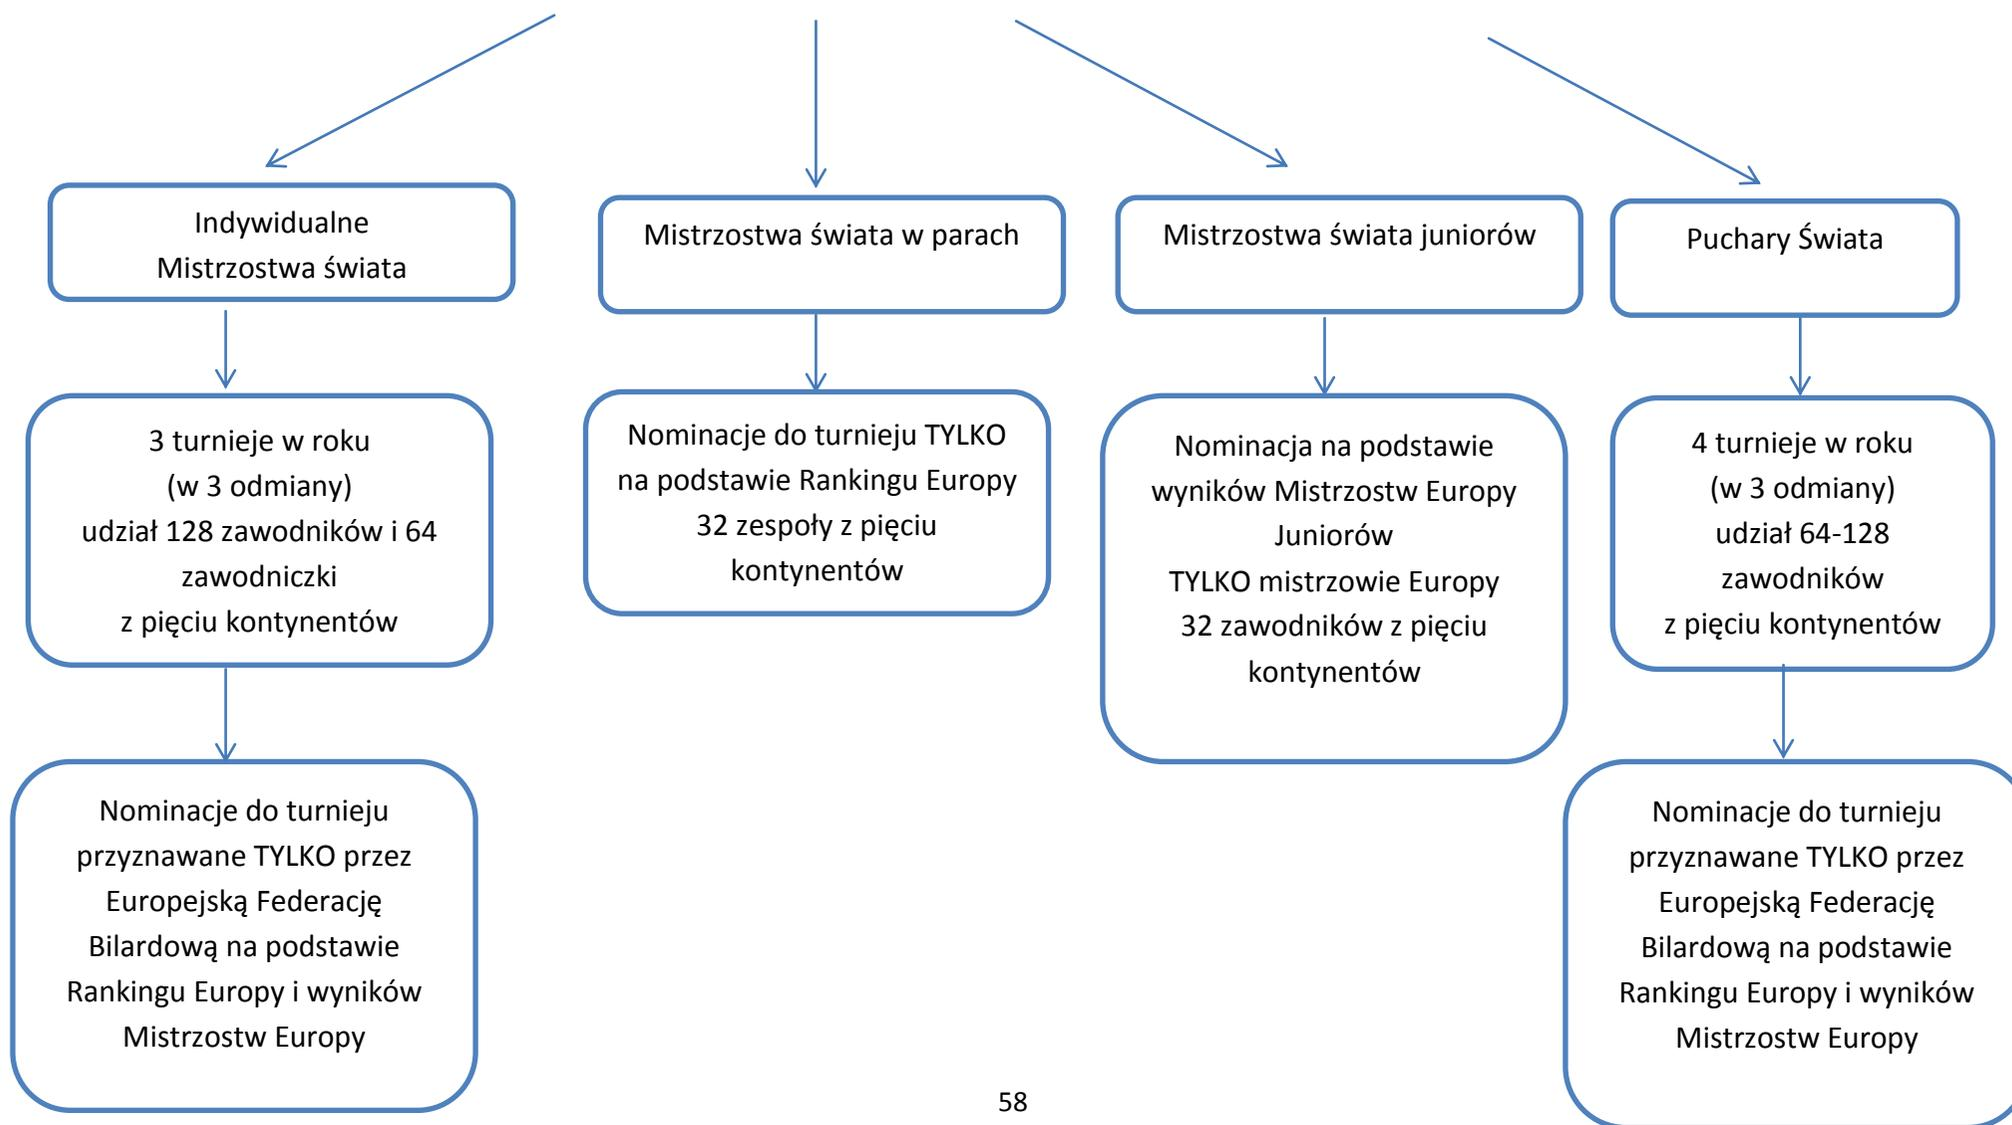 Indywidualne
Mistrzostwa świata
Mistrzostwa świata w parach
Mistrzostwa świata juniorów
Puchary Świata
3 turnieje w roku
(w 3 odmiany)
udział 128 zawodników i 64
zawodniczki
z pięciu kontynentów
Nominacje do turnieju TYLKO
na podstawie Rankingu Europy
32 zespoły z pięciu
kontynentów
Nominacja na podstawie
wyników Mistrzostw Europy
Juniorów
TYLKO mistrzowie Europy
32 zawodników z pięciu
kontynentów
4 turnieje w roku
(w 3 odmiany)
udział 64-128
zawodników
z pięciu kontynentów
Nominacje do turnieju
przyznawane TYLKO przez
Europejską Federację
Bilardową na podstawie
Rankingu Europy i wyników
Mistrzostw Europy
Nominacje do turnieju
przyznawane TYLKO przez
Europejską Federację
Bilardową na podstawie
Rankingu Europy i wyników
Mistrzostw Europy
58